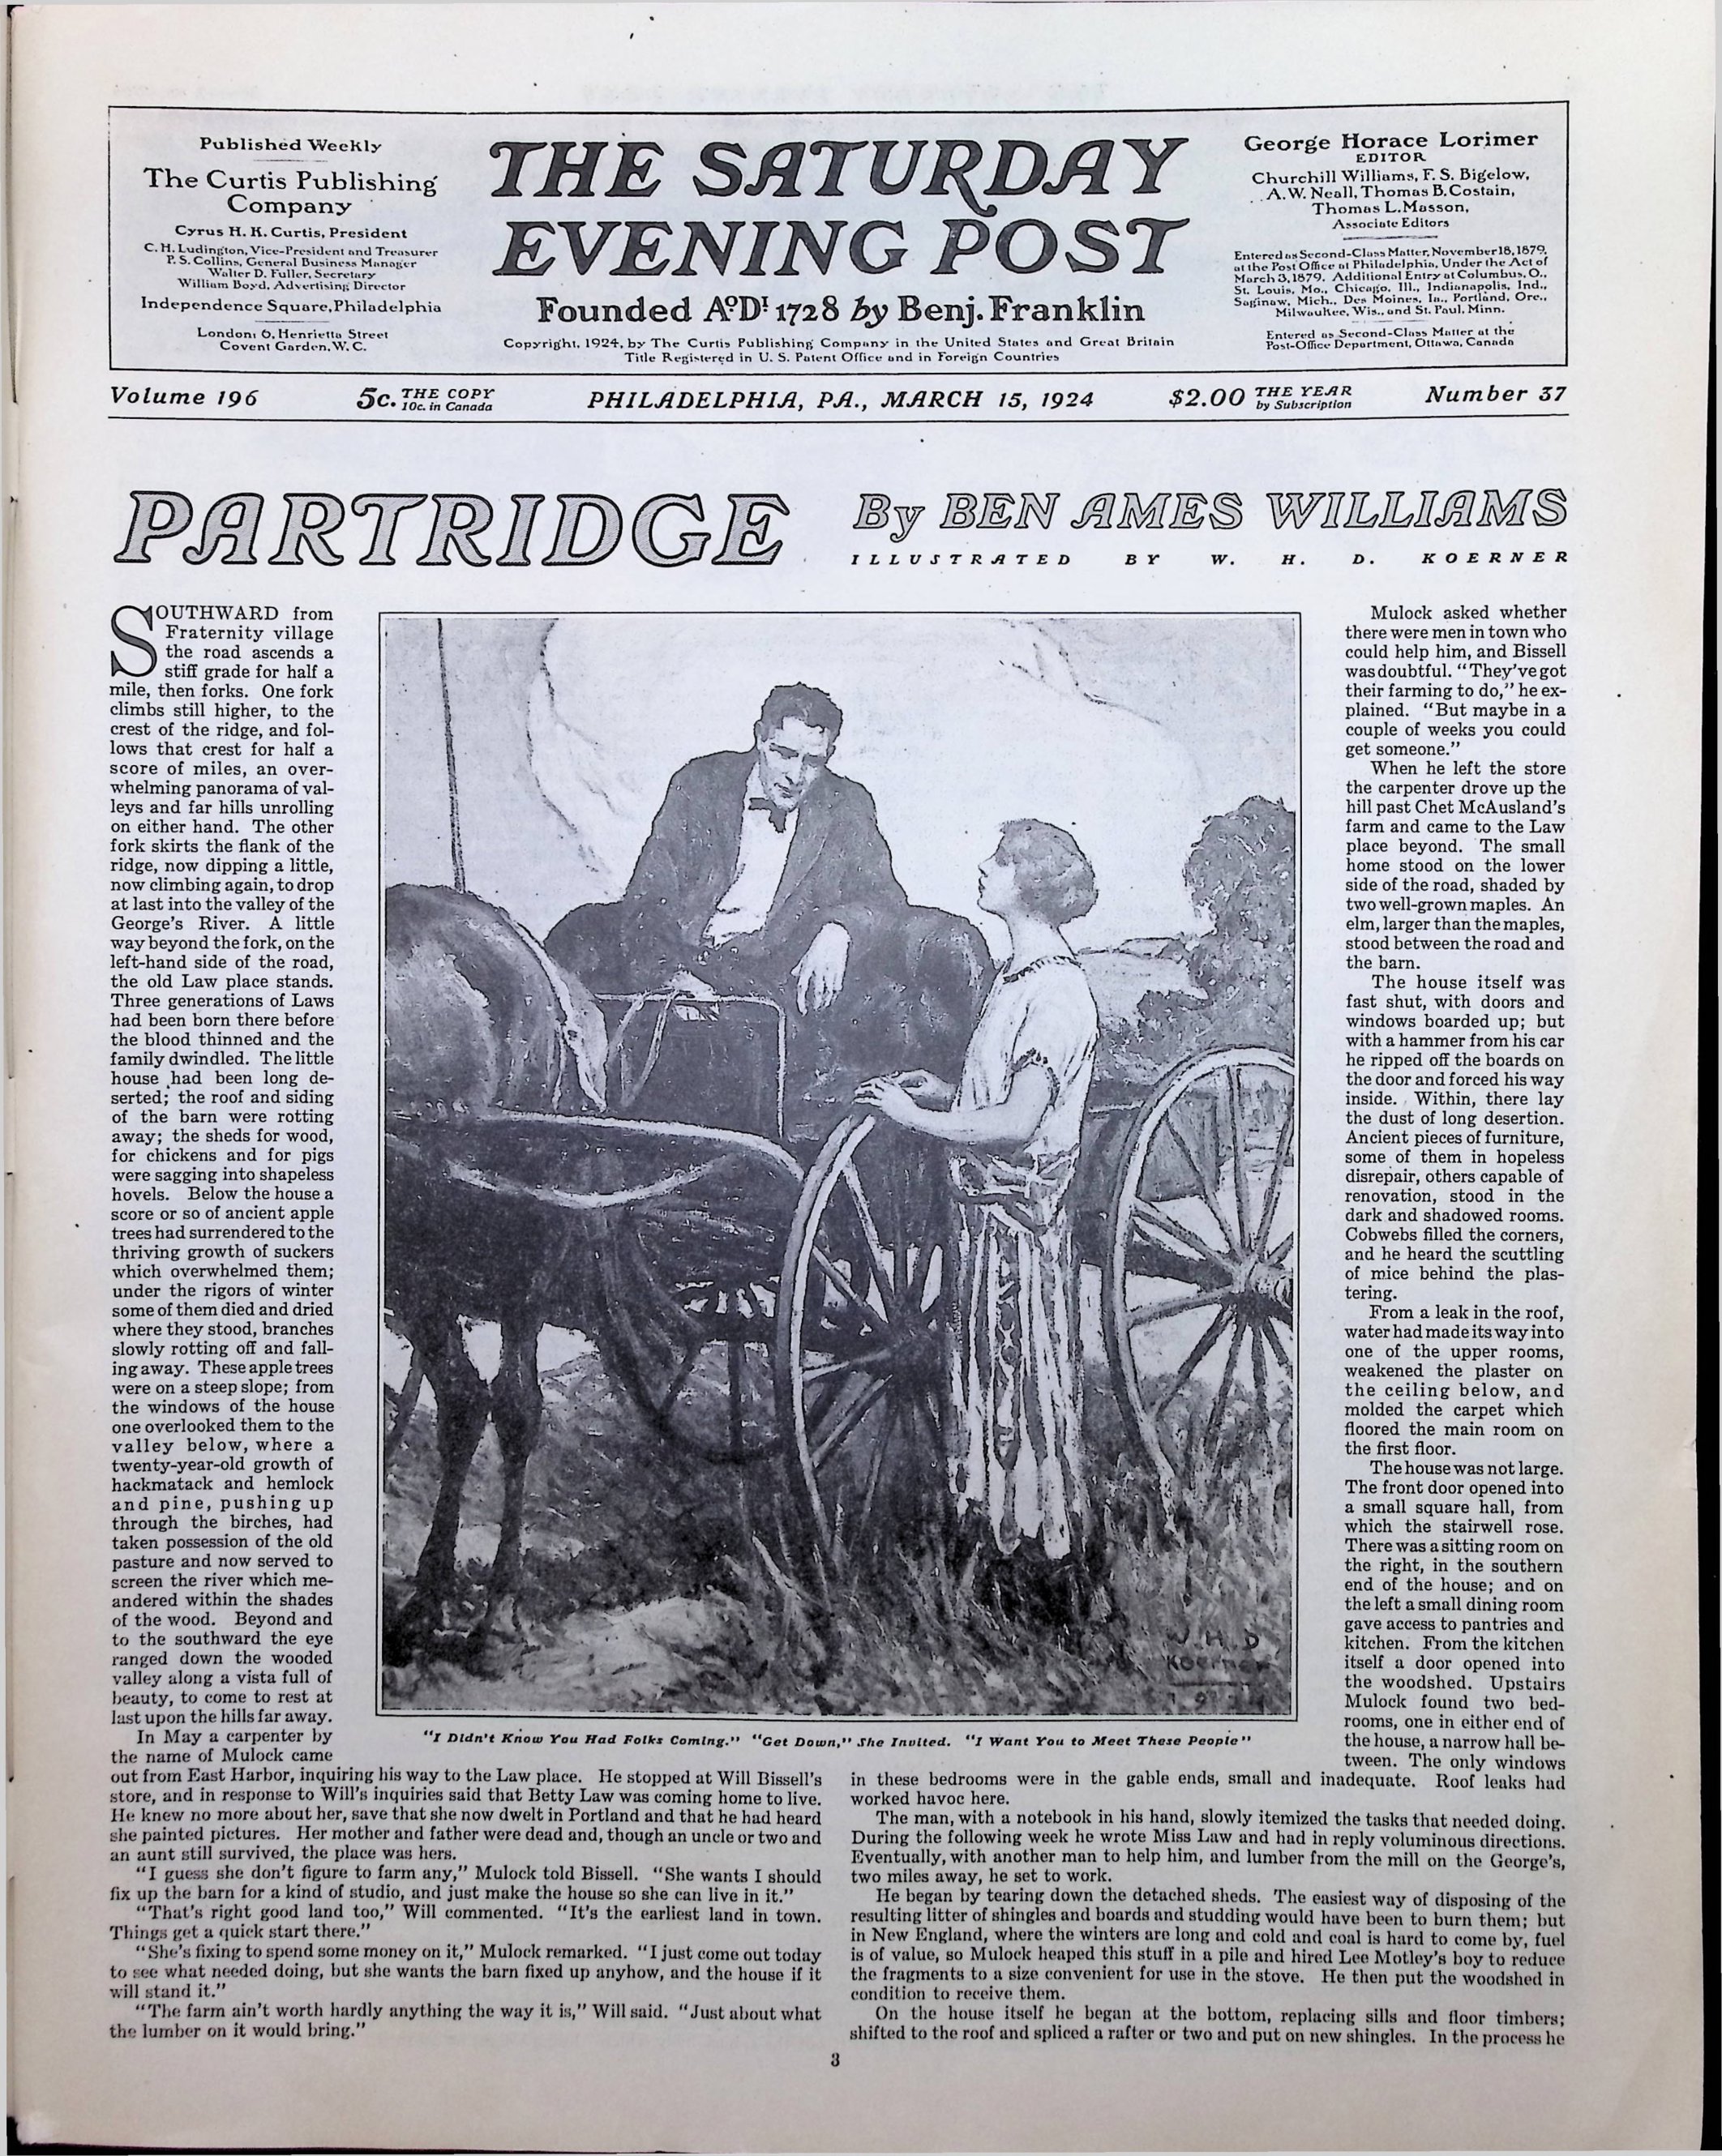 Published Weekly
The Curtis Publishing
Company
Cyrus H. K. Curtis, President
C. H. Ludington, Vice-President and Treasurer
P. S. Collins, General Business Manager
Walter D. Fuller, Secretary
William Boyd, Advertising Director
Independence Square, Philadelphia
London: 6, Henrietta Street
Covent Garden, W. C.
THE SATURDAY
EVENING POST
Founded A°D¹ 1728 by Benj. Franklin
Copyright, 1924, by The Curtis Publishing Company in the United States and Great Britain
Title Registered in U. S. Patent Office and in Foreign Countries
George Horace Lorimer
EDITOR
Churchill Williams, F. S. Bigelow,
A. W. Neall, Thomas B. Costain,
Thomas L. Masson,
Associate Editors
Entered as Second-Class Matter, November 18, 1879,
at the Post Office at Philadelphia, Under the Act of
March 3, 1879. Additional Entry at Columbus, O.,
St. Louis, Mo., Chicago, Ill., Indianapolis, Ind.,
Saginaw, Mich., Des Moines, Ia., Portland, Ore.,
Milwaukee, Wis., and St. Paul, Minn.
Entered as Second-Class Matter at the
Post-Office Department, Ottawa, Canada
Volume 196
5c. THE COPY
10c. in Canada
PHILADELPHIA, PA., MARCH 15, 1924
$2.00 THE YEAR
by Subscription
Number 37
PARTRIDGE
By BEN AMES WILLIAMS
ILLUSTRATED BY W. H. D. KOERNER
SOUTHWARD from
Fraternity village
the road ascends a
stiff grade for half a
mile, then forks. One fork
climbs still higher, to the
crest of the ridge, and fol-
lows that crest for half a
score of miles, an over-
whelming panorama of val-
leys and far hills unrolling
on either hand. The other
fork skirts the flank of the
ridge, now dipping a little,
now climbing again, to drop
at last into the valley of the
George's River. A little
way beyond the fork, on the
left-hand side of the road,
the old Law place stands.
Three generations of Laws
had been born there before
the blood thinned and the
family dwindled. The little
house had been long de-
serted; the roof and siding
of the barn were rotting
away; the sheds for wood,
for chickens and for pigs
were sagging into shapeless
hovels. Below the house a
score or so of ancient apple
trees had surrendered to the
thriving growth of suckers
which overwhelmed them;
under the rigors of winter
some of them died and dried
where they stood, branches
slowly rotting off and fall-
ing away. These apple trees
were on a steep slope; from
the windows of the house
one overlooked them to the
valley below, where a
twenty-year-old growth of
hackmatack and hemlock
and pine, pushing up
through the birches, had
taken possession of the old
pasture and now served to
screen the river which me-
andered within the shades
of the wood. Beyond and
to the southward the eye
ranged down the wooded
valley along a vista full of
beauty, to come to rest at
last upon the hills far away.
In May a carpenter by
the name of Mulock came
out from East Harbor, inquiring his way to the Law place. He stopped at Will Bissell's
store, and in response to Will's inquiries said that Betty Law was coming home to live.
He knew no more about her, save that she now dwelt in Portland and that he had heard
she painted pictures. Her mother and father were dead and, though an uncle or two and
an aunt still survived, the place was hers.
"I guess she don't figure to farm any," Mulock told Bissell. "She wants I should
fix up the barn for a kind of studio, and just make the house so she can live in it."
"That's right good land too," Will commented. "It's the earliest land in town.
Things get a quick start there."
"She's fixing to spend some money on it," Mulock remarked. "I just come out today
to see what needed doing, but she wants the barn fixed up anyhow, and the house if it
will stand it."
"The farm ain't worth hardly anything the way it is," Will said. "Just about what
the lumber on it would bring."
W. H. D
Koerner
1924
"I Didn't Know You Had Folks Coming." "Get Down," She Invited. "I Want You to Meet These People"
Mulock asked whether
there were men in town who
could help him, and Bissell
was doubtful. "They've got
their farming to do," he ex-
plained. "But maybe in a
couple of weeks you could
get someone."
When he left the store
the carpenter drove up the
hill past Chet McAusland's
farm and came to the Law
place beyond. The small
home stood on the lower
side of the road, shaded by
two well-grown maples. An
elm, larger than the maples,
stood between the road and
the barn.
The house itself was
fast shut, with doors and
windows boarded up; but
with a hammer from his car
he ripped off the boards on
the door and forced his way
inside. Within, there lay
the dust of long desertion.
Ancient pieces of furniture,
some of them in hopeless
disrepair, others capable of
renovation, stood in the
dark and shadowed rooms.
Cobwebs filled the corners,
and he heard the scuttling
of mice behind the plas-
tering.
From a leak in the roof,
water had made its way into
one of the upper rooms,
weakened the plaster on
the ceiling below, and
molded the carpet which
floored the main room on
the first floor.
The house was not large.
The front door opened into
a small square hall, from
which the stairwell rose.
There was a sitting room on
the right, in the southern
end of the house; and on
the left a small dining room
gave access to pantries and
kitchen. From the kitchen
itself a door opened into
the woodshed. Upstairs
Mulock found two bed-
rooms, one in either end of
the house, a narrow hall be-
tween. The only windows
in these bedrooms were in the gable ends, small and inadequate. Roof leaks had
worked havoc here.
The man, with a notebook in his hand, slowly itemized the tasks that needed doing.
During the following week he wrote Miss Law and had in reply voluminous directions.
Eventually, with another man to help him, and lumber from the mill on the George's,
two miles away, he set to work.
He began by tearing down the detached sheds. The easiest way of disposing of the
resulting litter of shingles and boards and studding would have been to burn them; but
in New England, where the winters are long and cold and coal is hard to come by, fuel
is of value, so Mulock heaped this stuff in a pile and hired Lee Motley's boy to reduce
the fragments to a size convenient for use in the stove. He then put the woodshed in
condition to receive them.
On the house itself he began at the bottom, replacing sills and floor timbers;
shifted to the roof and spliced a rafter or two and put on new shingles. In the process he
3